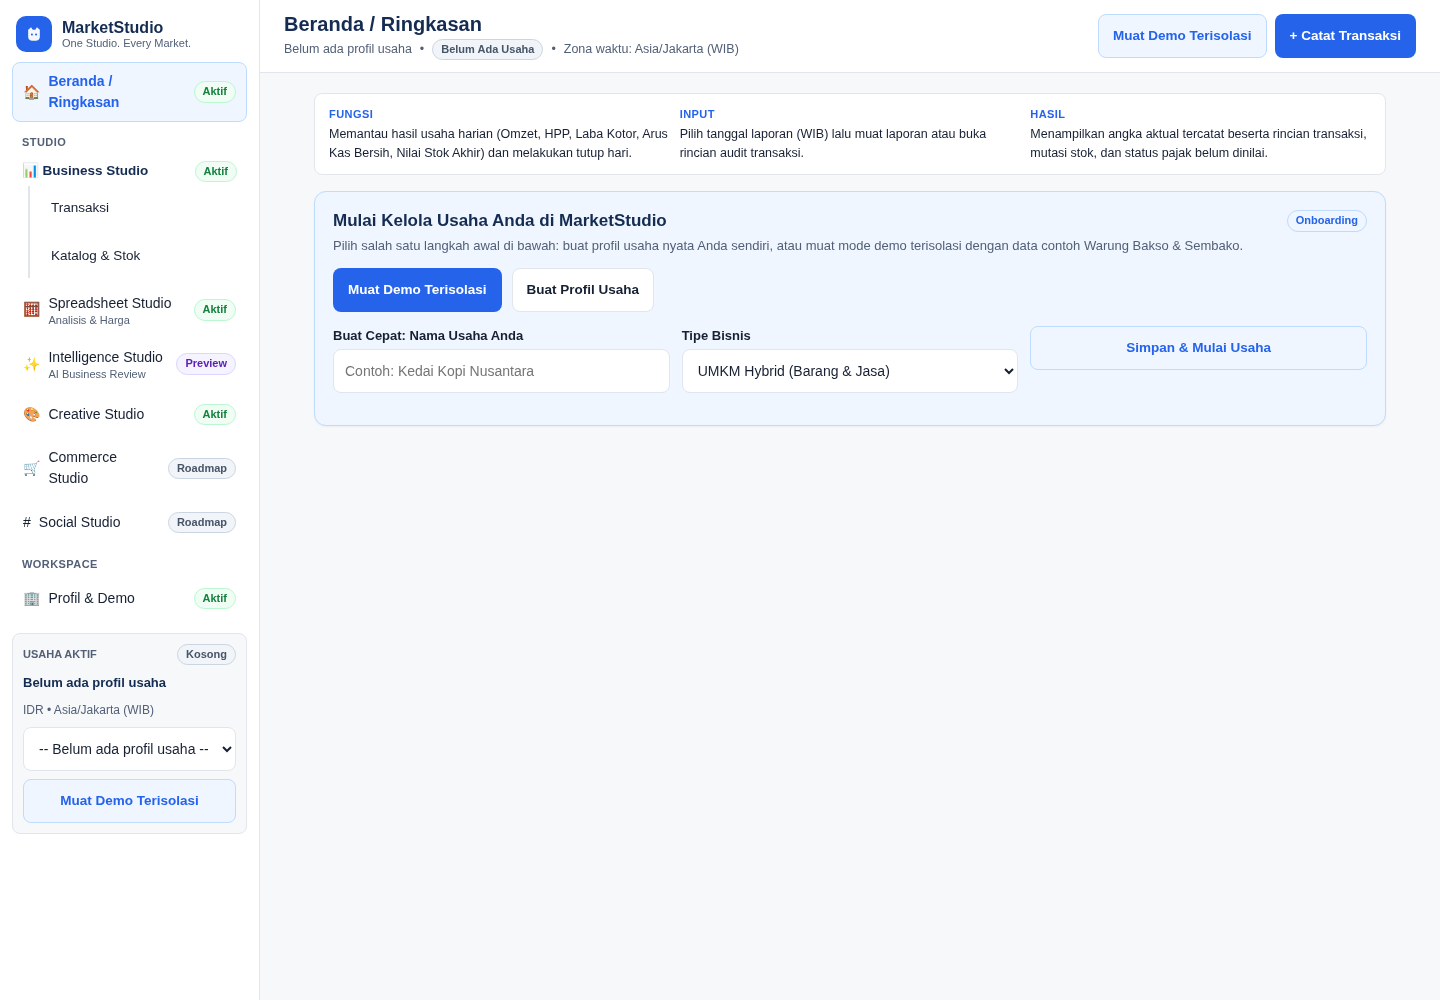 MarketStudio
One Studio. Every Market.
Beranda /
Ringkasan
Aktif
STUDIO
Business Studio
Aktif
Transaksi
Katalog & Stok
Spreadsheet Studio
Analisis & Harga
Aktif
Intelligence Studio
AI Business Review
Preview
Creative Studio
Aktif
Commerce
Studio
Roadmap
# Social Studio
Roadmap
WORKSPACE
Profil & Demo
Aktif
USAHA AKTIF
Kosong
Belum ada profil usaha
IDR • Asia/Jakarta (WIB)
-- Belum ada profil usaha --
Muat Demo Terisolasi
Beranda / Ringkasan
Belum ada profil usaha • Belum Ada Usaha • Zona waktu: Asia/Jakarta (WIB)
Muat Demo Terisolasi
+ Catat Transaksi
FUNGSI
Memantau hasil usaha harian (Omzet, HPP, Laba Kotor, Arus
Kas Bersih, Nilai Stok Akhir) dan melakukan tutup hari.
INPUT
Pilih tanggal laporan (WIB) lalu muat laporan atau buka
rincian audit transaksi.
HASIL
Menampilkan angka aktual tercatat beserta rincian transaksi,
mutasi stok, dan status pajak belum dinilai.
Mulai Kelola Usaha Anda di MarketStudio
Onboarding
Pilih salah satu langkah awal di bawah: buat profil usaha nyata Anda sendiri, atau muat mode demo terisolasi dengan data contoh Warung Bakso & Sembako.
Muat Demo Terisolasi
Buat Profil Usaha
Buat Cepat: Nama Usaha Anda
Contoh: Kedai Kopi Nusantara
Tipe Bisnis
UMKM Hybrid (Barang & Jasa)
Simpan & Mulai Usaha